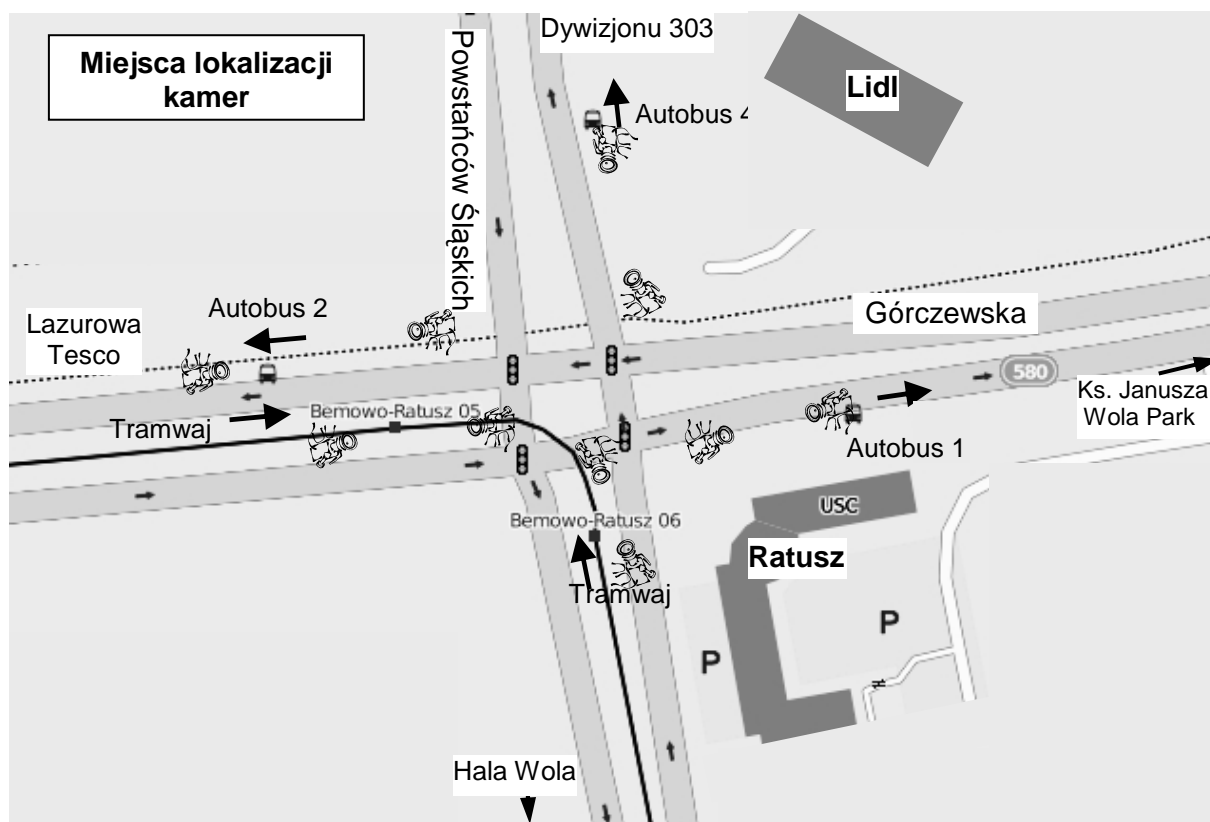 Miejsca lokalizacji
kamer
Powstańców Śląskich
Dywizjonu 303
Autobus 4
Lidl
Autobus 2
Lazurowa
Tesco
Górczewska
580
Ks. Janusza
Wola Park
Tramwaj
Bemowo-Ratusz 05
Autobus 1
USC
Bemowo-Ratusz 06
Ratusz
Tramwaj
P
P
Hala Wola